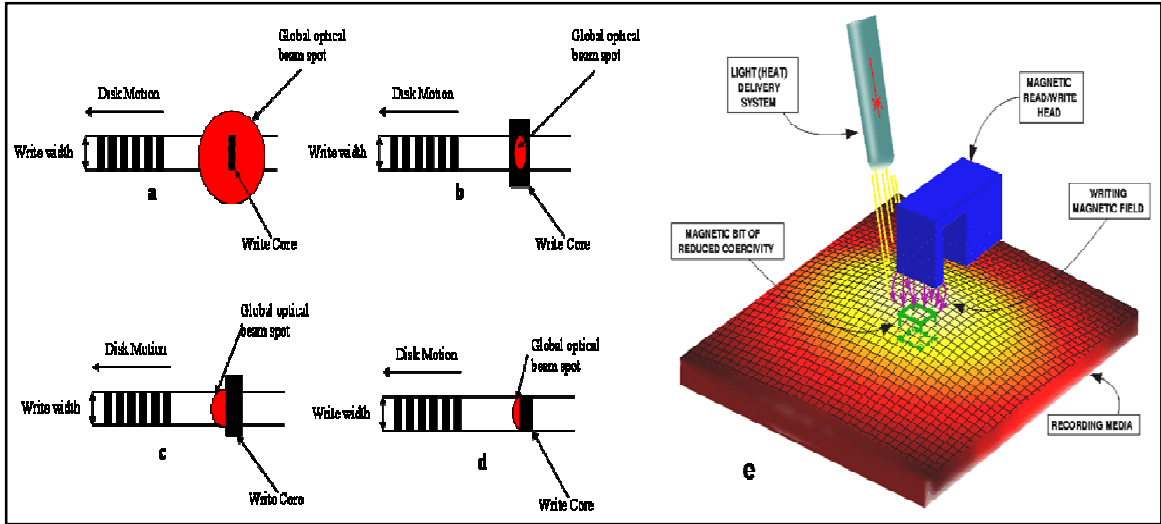 Global optical
beam spot
Disk Motion
Write width
a
Write Core
Global optical
beam spot
Disk Motion
Write width
b
Write Core
Global optical
beam spot
Disk Motion
Write width
c
Write Core
Global optical
beam spot
Disk Motion
Write width
d
Write Core
LIGHT (HEAT)
DELIVERY
SYSTEM
MAGNETIC
READ/WRITE
HEAD
MAGNETIC BIT OF
REDUCED COERCIVITY
WRITING
MAGNETIC FIELD
RECORDING MEDIA
e